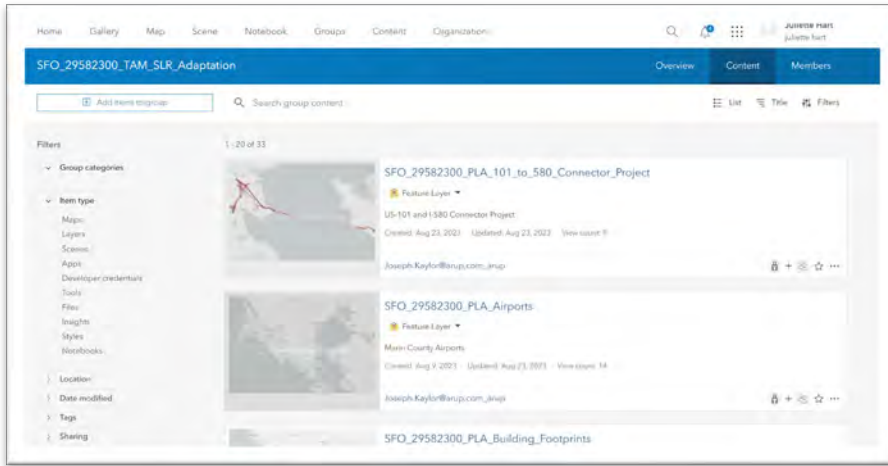 Home Gallery Map Scene Notebook Groups Content Organization
Juliette Hart
juliette hart
SFO_29582300_TAM_SLR_Adaptation
Overview Content Members
Add items to group
Search group content
List Title Filters
Filters
1 - 20 of 33
Group categories
Item type
Maps
Layers
Scenes
Apps
Developer credentials
Tools
Files
Insights
Styles
Notebooks
Location
Date modified
Tags
Sharing
SFO_29582300_PLA_101_to_580_Connector_Project
Feature Layer
US-101 and I-580 Connector Project
Created: Aug 23, 2023 Updated: Aug 23, 2023 View count: 9
Joseph.Kaylor@arup.com_arup
SFO_29582300_PLA_Airports
Feature Layer
Marin County Airports
Created: Aug 9, 2023 Updated: Aug 23, 2023 View count: 14
Joseph.Kaylor@arup.com_arup
SFO_29582300_PLA_Building_Footprints